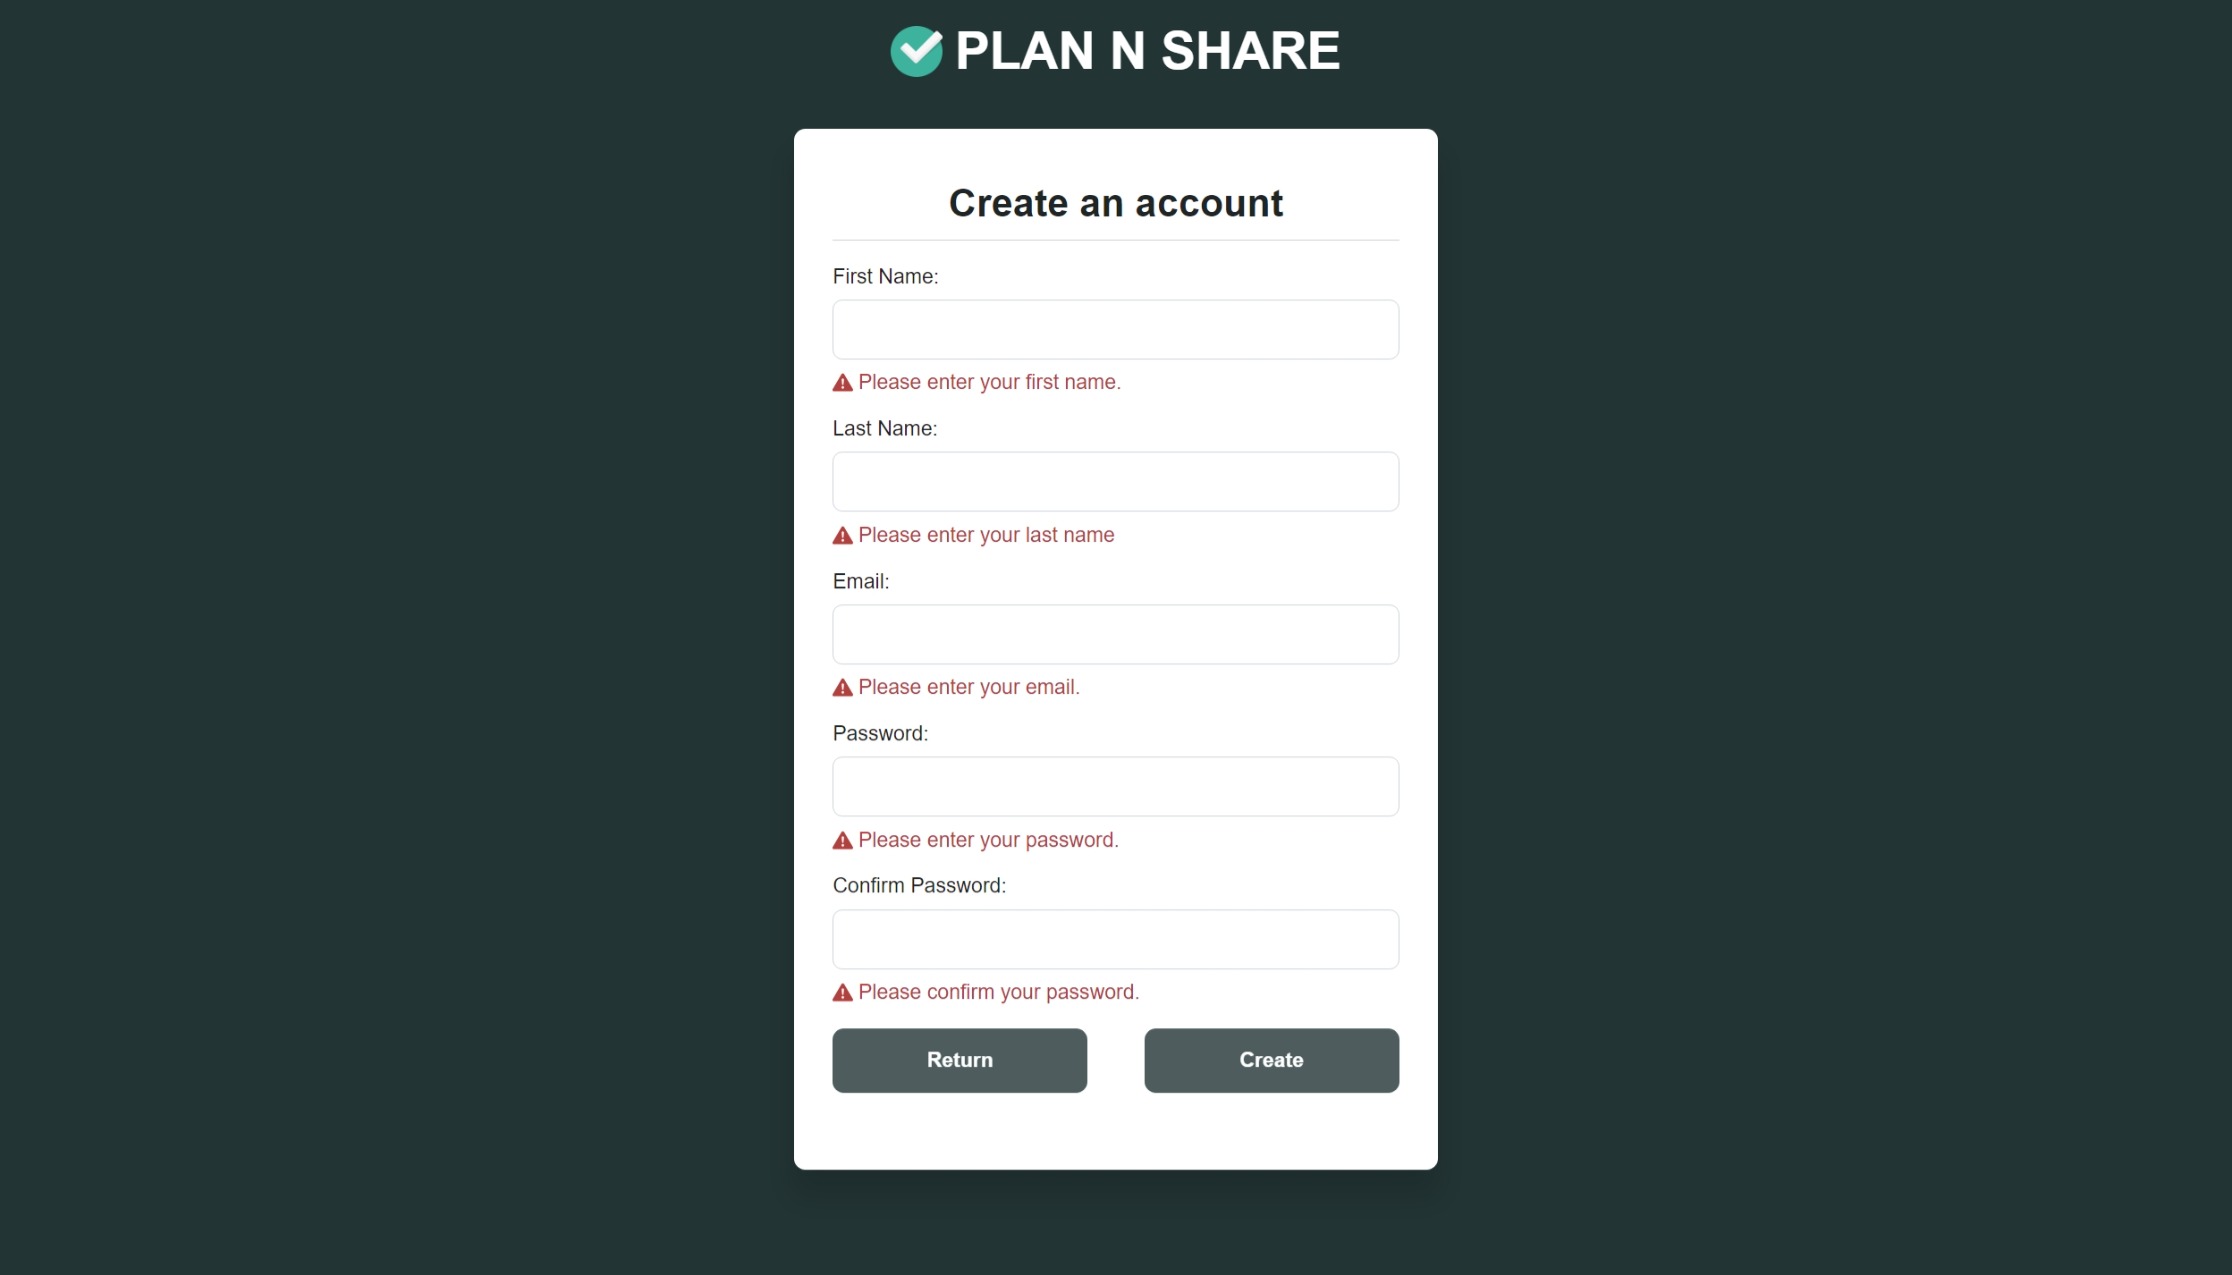 PLAN N SHARE
Create an account
First Name:
Please enter your first name.
Last Name:
Please enter your last name
Email:
Please enter your email.
Password:
Please enter your password.
Confirm Password:
Please confirm your password.
Return
Create